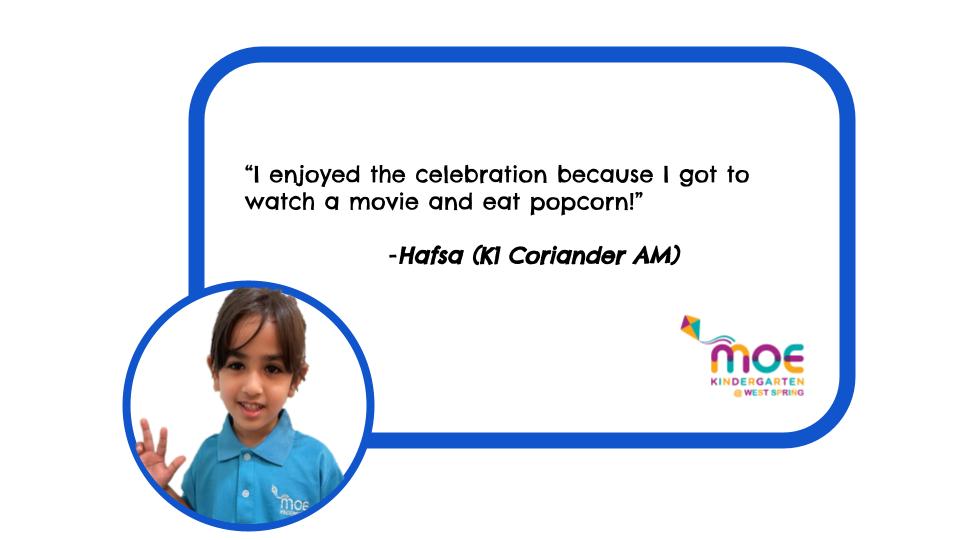 “I enjoyed the celebration because I got to
watch a movie and eat popcorn!”
-Hafsa (K1 Coriander AM)
moe
KINDERGARTEN
@ WEST SPRING
moe